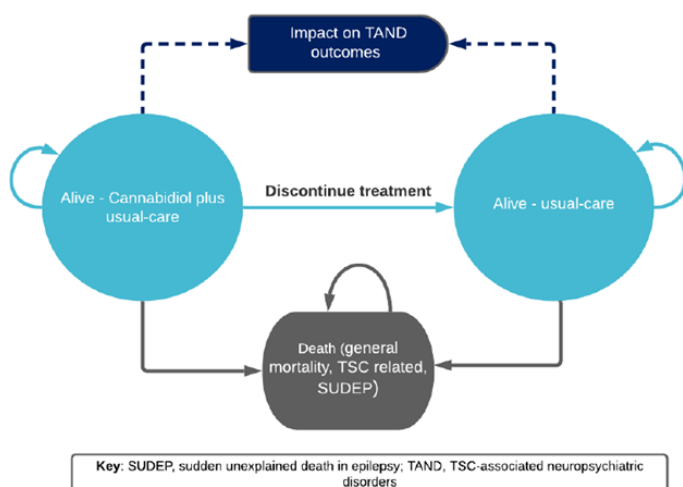 Impact on TAND
outcomes
Alive - Cannabidiol plus
usual-care
Discontinue treatment
Alive - usual-care
Death (general
mortality, TSC related,
SUDEP)
Key: SUDEP, sudden unexplained death in epilepsy; TAND, TSC-associated neuropsychiatric
disorders